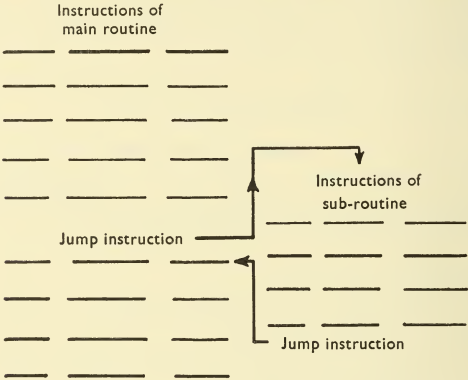 Instructions of
main routine
Instructions of
sub-routine
Jump instruction
Jump instruction